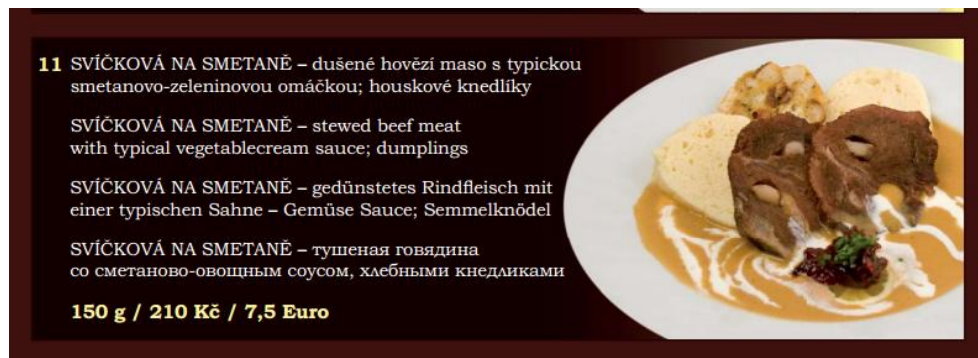 11 SVÍČKOVÁ NA SMETANĚ – dušené hovězí maso s typickou
smetanovo-zeleninovou omáčkou; houskové knedlíky
SVÍČKOVÁ NA SMETANĚ – stewed beef meat
with typical vegetablecream sauce; dumplings
SVÍČKOVÁ NA SMETANĚ – gedünstetes Rindfleisch mit
einer typischen Sahne – Gemüse Sauce; Semmelknödel
SVÍČKOVÁ NA SMETANĚ – тушеная говядина
со сметаново-овощным соусом, хлебными кнедликами
150 g / 210 Kč / 7,5 Euro